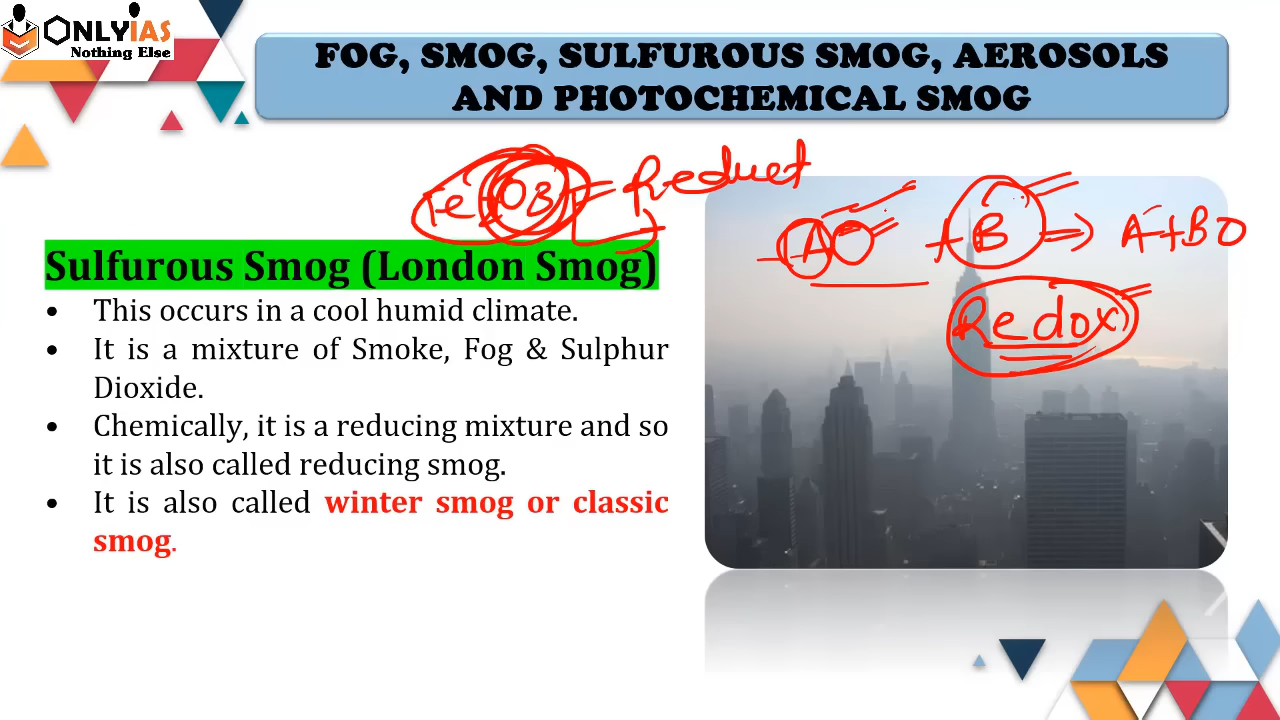 ONLYIAS
Nothing Else
FOG, SMOG, SULFUROUS SMOG, AEROSOLS
AND PHOTOCHEMICAL SMOG
Reduct
AO + B ⇒ A + BO
Redox
Sulfurous Smog (London Smog)
• This occurs in a cool humid climate.
• It is a mixture of Smoke, Fog & Sulphur
Dioxide.
• Chemically, it is a reducing mixture and so
it is also called reducing smog.
• It is also called winter smog or classic
smog.